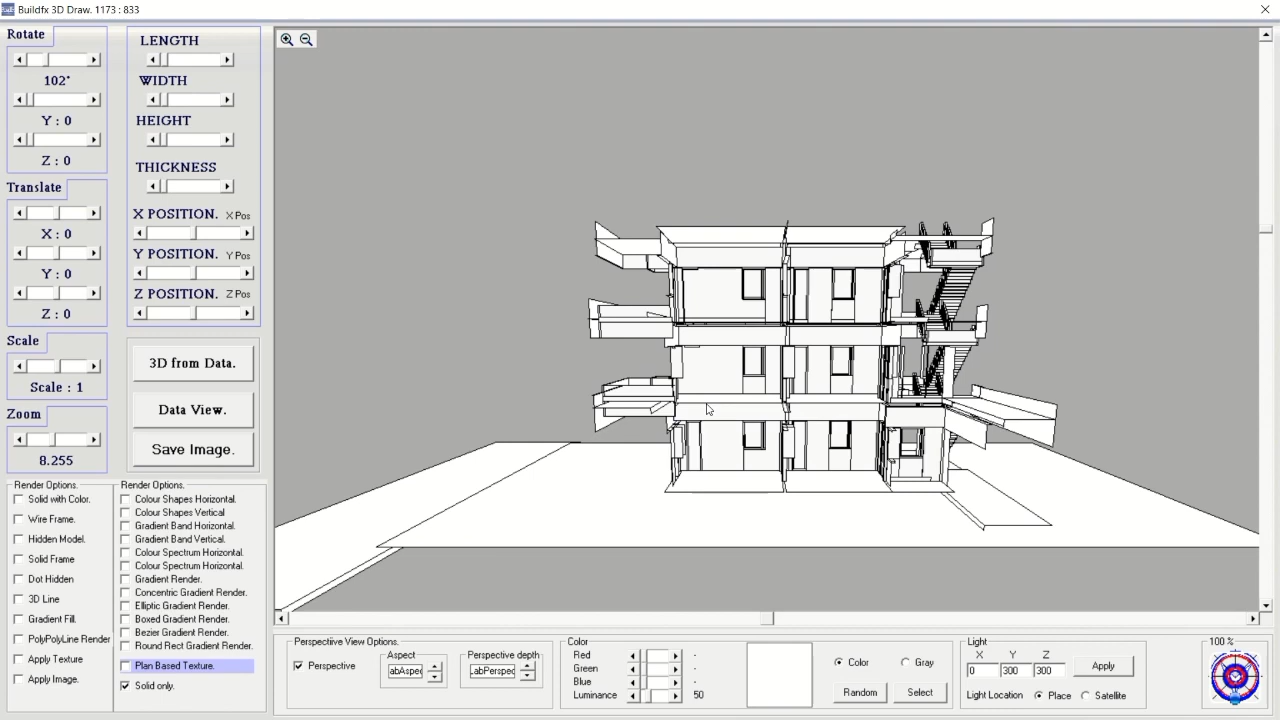 Buildfx 3D Draw. 1173 : 833
Rotate
102°
Y : 0
Z : 0
Translate
X : 0
Y : 0
Z : 0
Scale
Scale : 1
Zoom
8.255
LENGTH
WIDTH
HEIGHT
THICKNESS
X POSITION. X Pos
Y POSITION. Y Pos
Z POSITION. Z Pos
3D from Data.
Data View.
Save Image.
Render Options.
Solid with Color.
Wire Frame.
Hidden Model.
Solid Frame
Dot Hidden
3D Line
Gradient Fill.
PolyPolyLine Render
Apply Texture
Apply Image.
Render Options.
Colour Shapes Horizontal.
Colour Shapes Vertical
Gradient Band Horizontal.
Gradient Band Vertical.
Colour Spectrum Horizontal.
Colour Spectrum Horizontal.
Gradient Render.
Concentric Gradient Render.
Elliptic Gradient Render.
Boxed Gradient Render.
Bezier Gradient Render.
Round Rect Gradient Render.
Plan Based Texture.
Solid only.
Perspective View Options.
Perspective
Aspect
abAspec
Perspective depth
.abPerspec
Color
Red -
Green -
Blue -
Luminance 50
Color
Gray
Random
Select
Light
X Y Z
0 300 300
Apply
Light Location
Place
Satellite
100 %